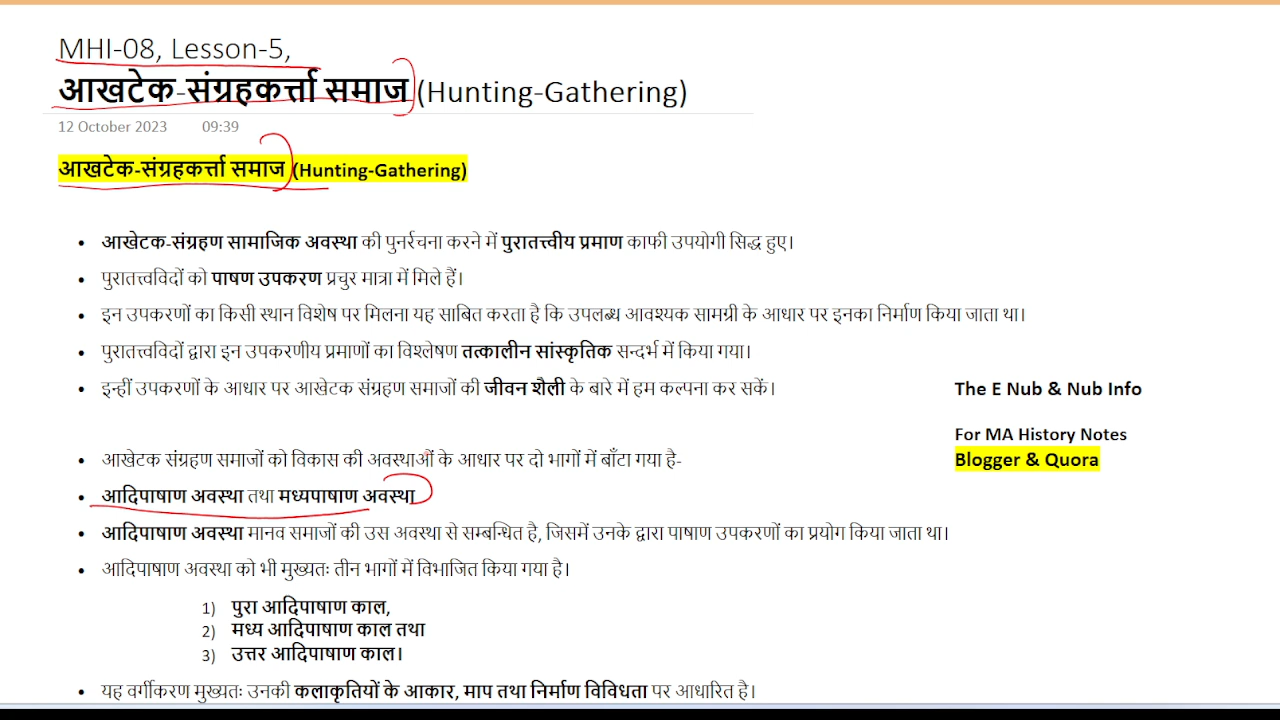 MHI-08, Lesson-5,
आखटेक-संग्रहकर्त्ता समाज (Hunting-Gathering)
12 October 2023 09:39
आखटेक-संग्रहकर्त्ता समाज (Hunting-Gathering)
• आखेटक-संग्रहण सामाजिक अवस्था की पुनर्रचना करने में पुरातत्त्वीय प्रमाण काफी उपयोगी सिद्ध हुए।
• पुरातत्त्वविदों को पाषण उपकरण प्रचुर मात्रा में मिले हैं।
• इन उपकरणों का किसी स्थान विशेष पर मिलना यह साबित करता है कि उपलब्ध आवश्यक सामग्री के आधार पर इनका निर्माण किया जाता था।
• पुरातत्त्वविदों द्वारा इन उपकरणीय प्रमाणों का विश्लेषण तत्कालीन सांस्कृतिक सन्दर्भ में किया गया।
• इन्हीं उपकरणों के आधार पर आखेटक संग्रहण समाजों की जीवन शैली के बारे में हम कल्पना कर सकें।
The E Nub & Nub Info
For MA History Notes
Blogger & Quora
• आखेटक संग्रहण समाजों को विकास की अवस्थाओं के आधार पर दो भागों में बाँटा गया है-
• आदिपाषाण अवस्था तथा मध्यपाषाण अवस्था
• आदिपाषाण अवस्था मानव समाजों की उस अवस्था से सम्बन्धित है, जिसमें उनके द्वारा पाषाण उपकरणों का प्रयोग किया जाता था।
• आदिपाषाण अवस्था को भी मुख्यतः तीन भागों में विभाजित किया गया है।
1) पुरा आदिपाषाण काल,
2) मध्य आदिपाषाण काल तथा
3) उत्तर आदिपाषाण काल।
• यह वर्गीकरण मुख्यतः उनकी कलाकृतियों के आकार, माप तथा निर्माण विविधता पर आधारित है।